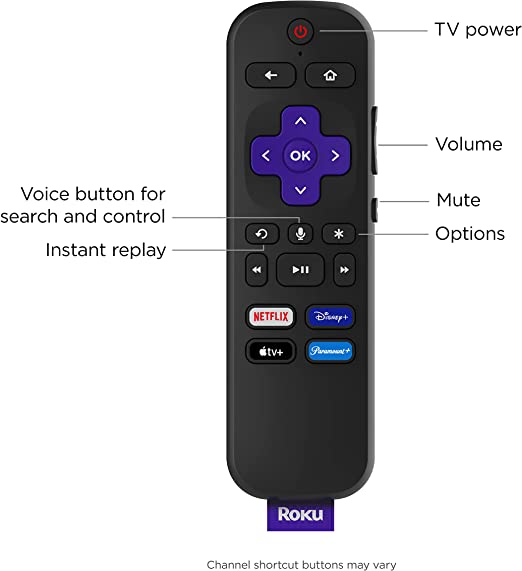 TV power
OK
Volume
Voice button for
search and control
Mute
Options
Instant replay
NETFLIX
Disney+
tv+
Paramount+
Roku
Channel shortcut buttons may vary